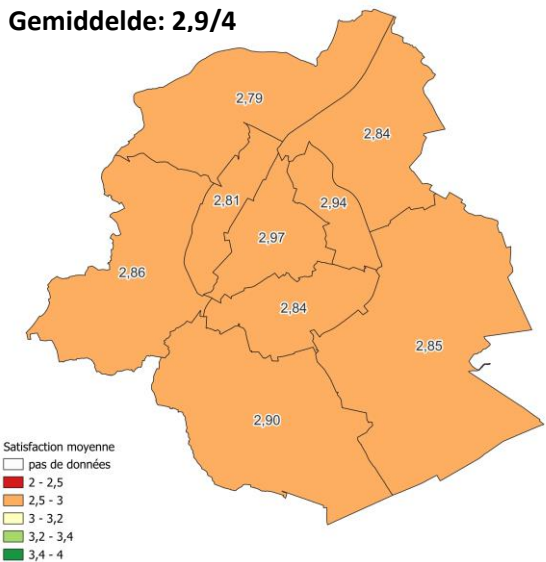 Gemiddelde: 2,9/4
2,79
2,84
2,81
2,94
2,97
2,86
2,84
2,85
2,90
Satisfaction moyenne
pas de données
2 - 2,5
2,5 - 3
3 - 3,2
3,2 - 3,4
3,4 - 4